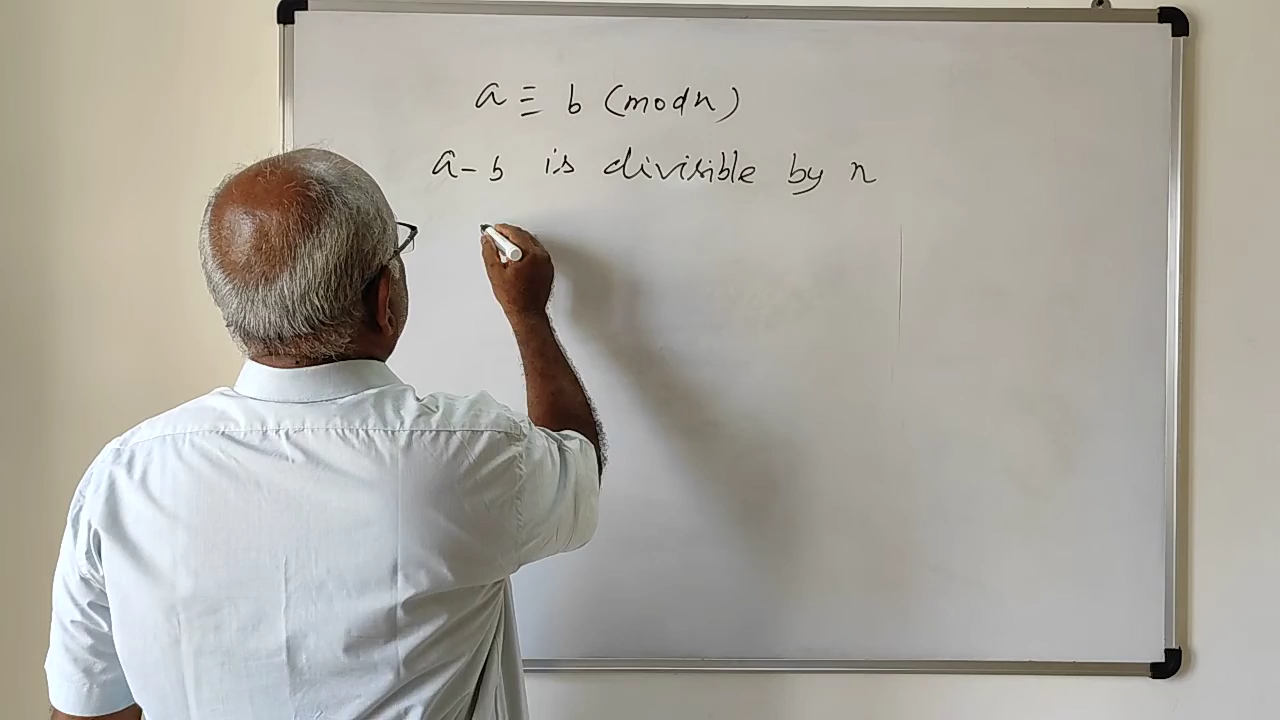 a ≡ b (mod n)
a - b is divisible by n